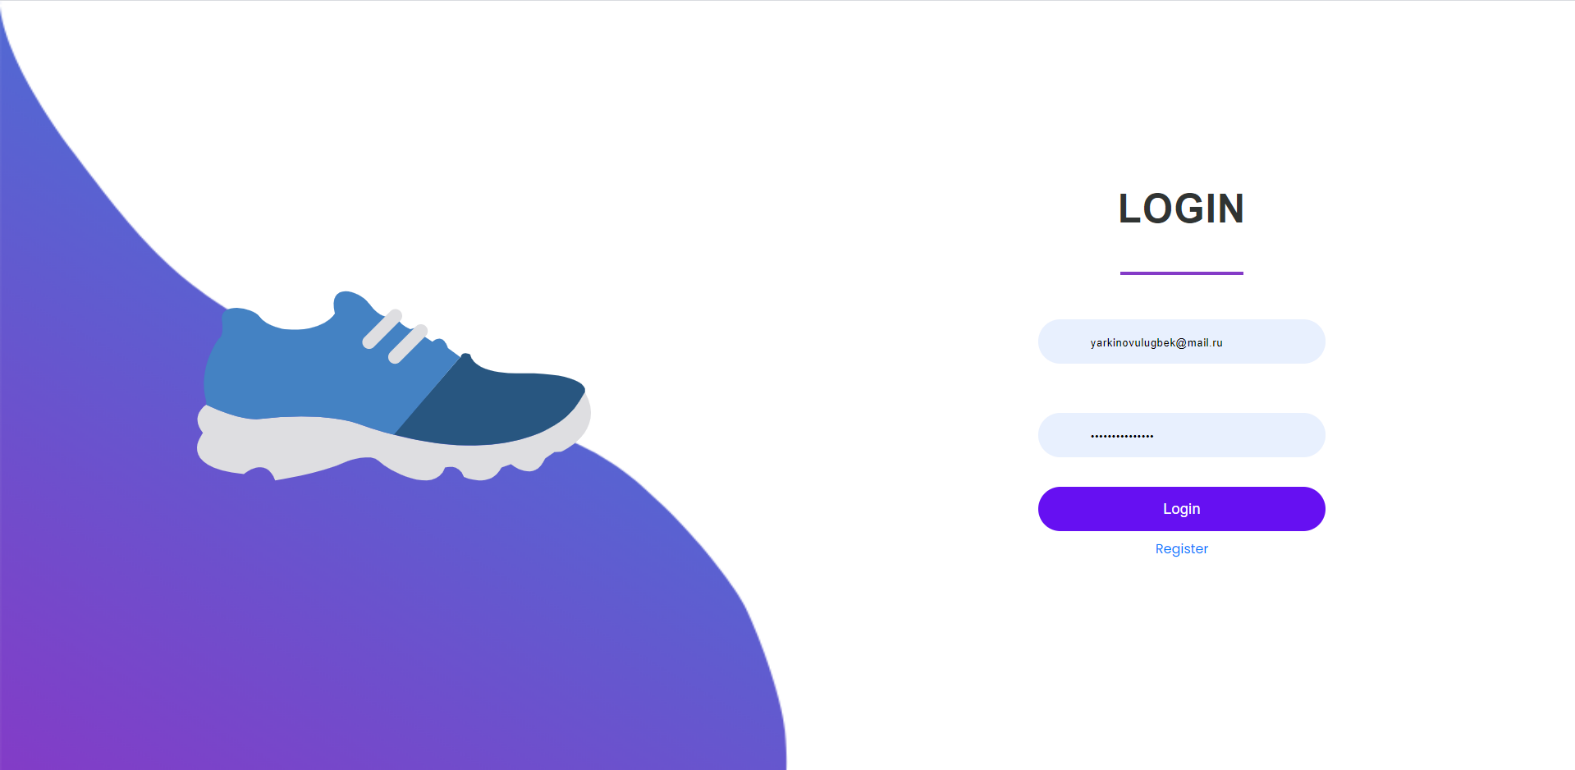 LOGIN
yarkinovulugbek@mail.ru
•••••••••••••••
Login
Register